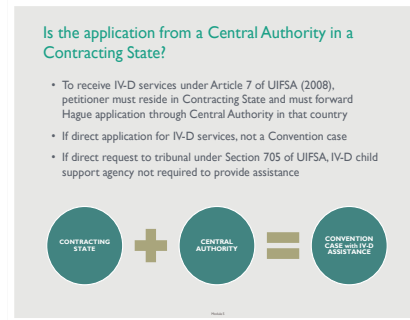 Is the application from a Central Authority in a
Contracting State?
• To receive IV-D services under Article 7 of UIFSA (2008),
petitioner must reside in Contracting State and must forward
Hague application through Central Authority in that country
• If direct application for IV-D services, not a Convention case
• If direct request to tribunal under Section 705 of UIFSA, IV-D child
support agency not required to provide assistance
CONTRACTING
STATE
CENTRAL
AUTHORITY
CONVENTION
CASE with IV-D
ASSISTANCE